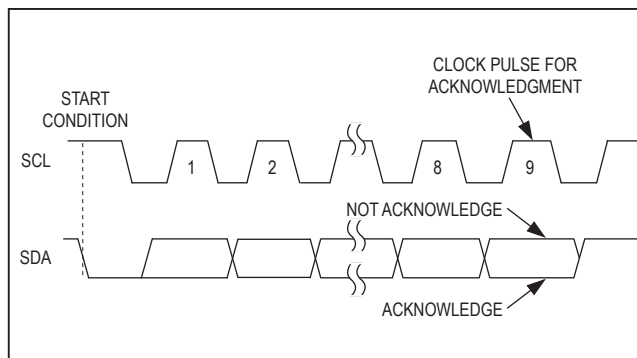 CLOCK PULSE FOR
ACKNOWLEDGMENT
START
CONDITION
SCL
1
2
8
9
NOT ACKNOWLEDGE
SDA
ACKNOWLEDGE